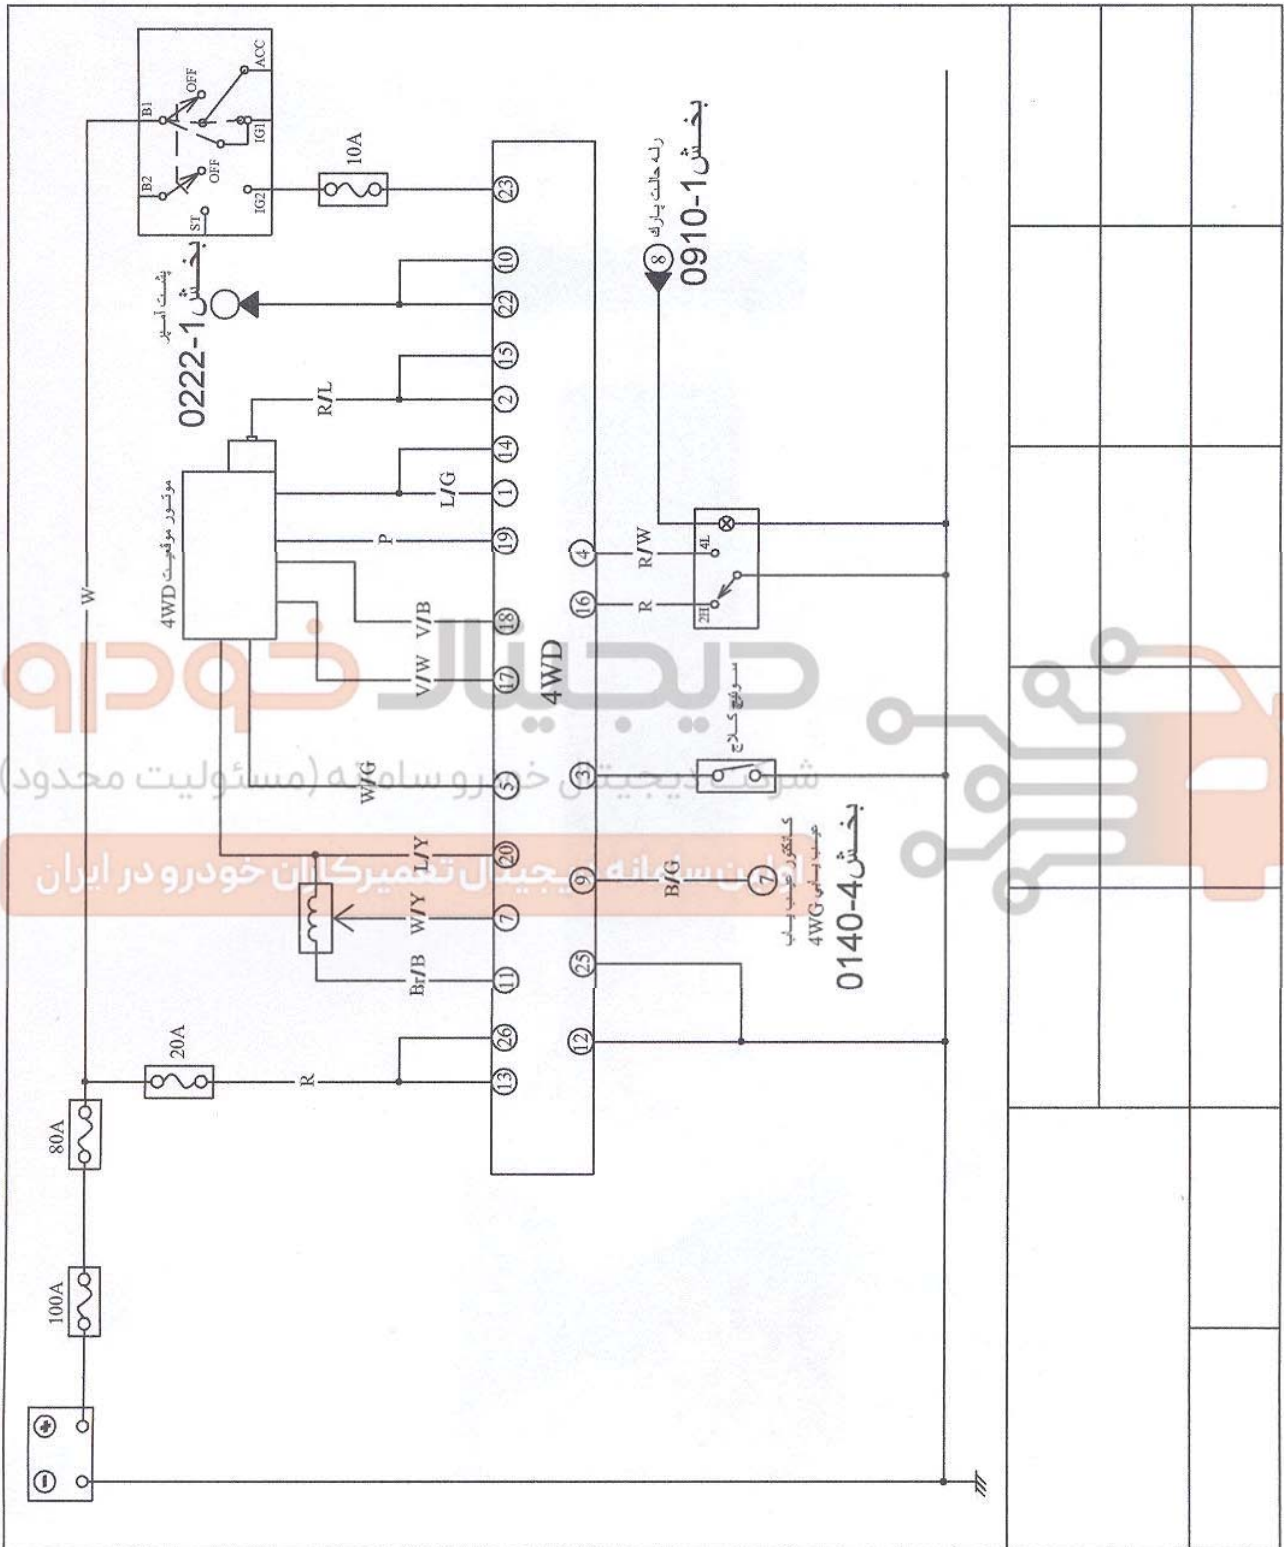 ACC
OFF
B1
IG1
B2
OFF
IG2
ST
10A
W
پشت آمپر
بخش 0222-1
رله حالت پارک
بخش 0910-1
8
23
10
22
15
2
14
1
19
18
17
5
20
7
11
26
13
R/L
L/G
P
V/B
V/W
W/G
L/Y
W/Y
Br/B
R
موتور موقعیت 4WD
4WD
4
16
3
9
25
12
R/W
R
B/G
4L
2H
سوئیچ کلاچ
7
کانکتور عیب یاب
عیب یابی 4WG
بخش 0140-4
20A
80A
100A
دیجیتال خودرو
شرکت دیجیتال خودرو سامانه (مسئولیت محدود)
اولین سامانه دیجیتال تعمیرکاران خودرو در ایران